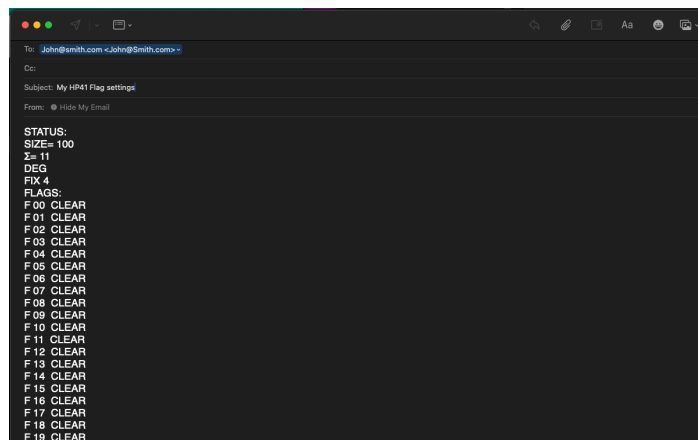 Aa
To: John@smith.com <John@Smith.com>
Cc:
Subject: My HP41 Flag settings
From: Hide My Email
STATUS:
SIZE= 100
Σ= 11
DEG
FIX 4
FLAGS:
F 00 CLEAR
F 01 CLEAR
F 02 CLEAR
F 03 CLEAR
F 04 CLEAR
F 05 CLEAR
F 06 CLEAR
F 07 CLEAR
F 08 CLEAR
F 09 CLEAR
F 10 CLEAR
F 11 CLEAR
F 12 CLEAR
F 13 CLEAR
F 14 CLEAR
F 15 CLEAR
F 16 CLEAR
F 17 CLEAR
F 18 CLEAR
F 19 CLEAR